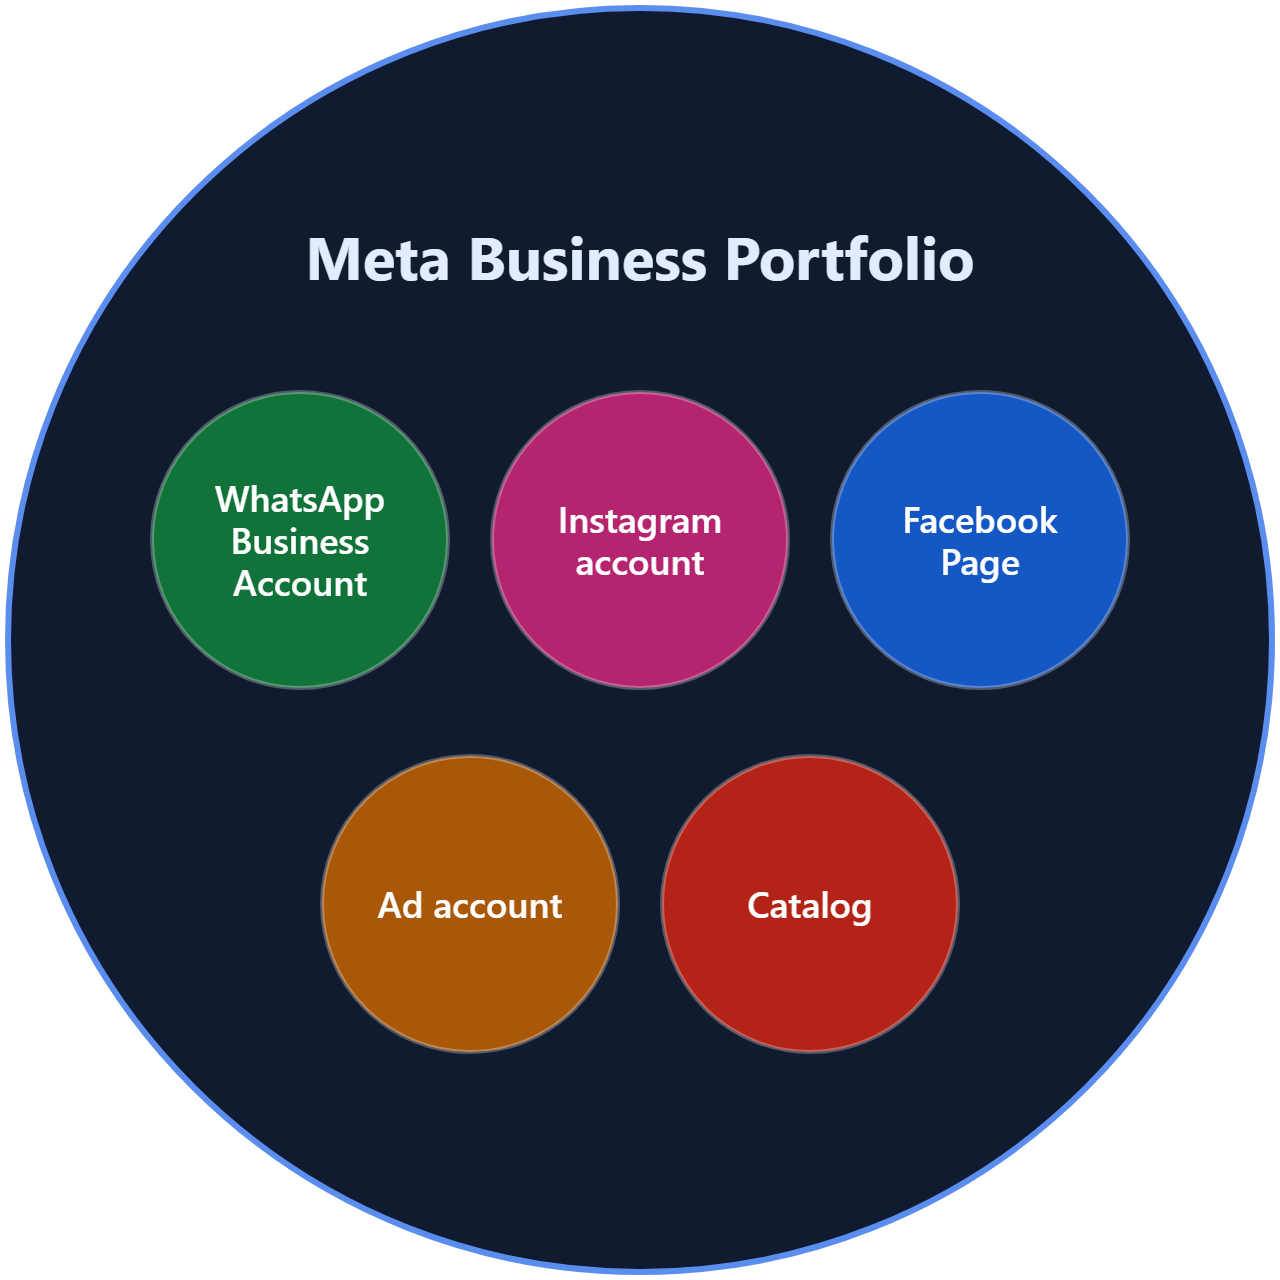 Meta Business Portfolio
WhatsApp
Business
Account
Instagram
account
Facebook
Page
Ad account
Catalog